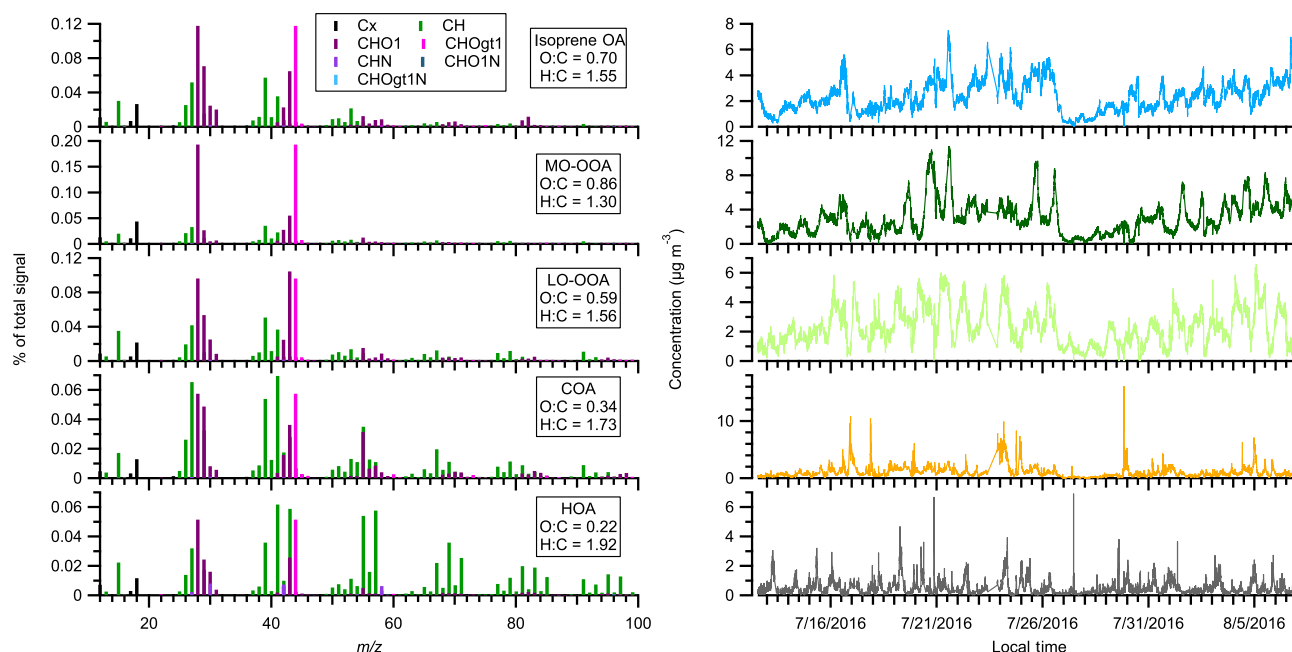 0.12
0.08
0.04
0
Cx
CH
CHO1
CHOgt1
CHN
CHO1N
CHOgt1N
Isoprene OA
O:C = 0.70
H:C = 1.55
0.20
0.15
0.10
0.05
0
MO-OOA
O:C = 0.86
H:C = 1.30
0.12
0.08
0.04
0
LO-OOA
O:C = 0.59
H:C = 1.56
0.06
0.04
0.02
0
COA
O:C = 0.34
H:C = 1.73
0.06
0.04
0.02
0
HOA
O:C = 0.22
H:C = 1.92
% of total signal
20 40 60 80 100
m/z
8
6
4
2
0
12
8
4
0
6
4
2
0
10
0
6
4
2
0
Concentration (µg m⁻³)
7/16/2016 7/21/2016 7/26/2016 7/31/2016 8/5/2016
Local time